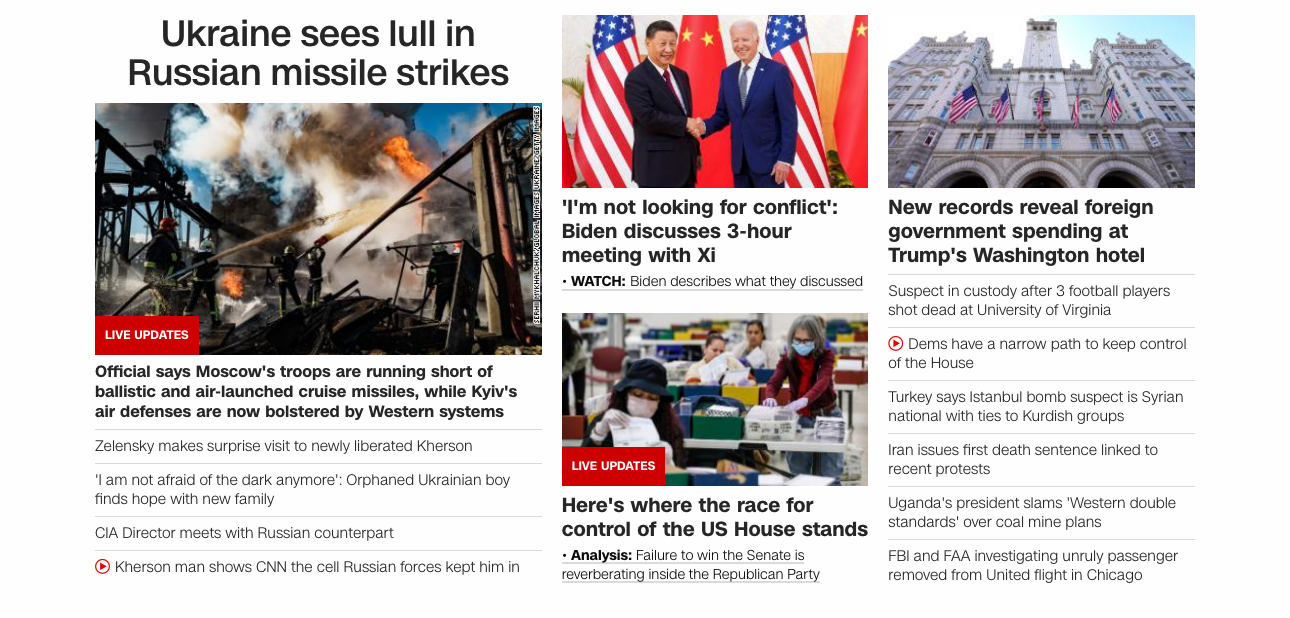 Ukraine sees lull in
Russian missile strikes
SERHII MYKHALCHUK/GLOBAL IMAGES UKRAINE/GETTY IMAGES
LIVE UPDATES
Official says Moscow's troops are running short of
ballistic and air-launched cruise missiles, while Kyiv's
air defenses are now bolstered by Western systems
Zelensky makes surprise visit to newly liberated Kherson
'I am not afraid of the dark anymore': Orphaned Ukrainian boy
finds hope with new family
CIA Director meets with Russian counterpart
Kherson man shows CNN the cell Russian forces kept him in
'I'm not looking for conflict':
Biden discusses 3-hour
meeting with Xi
• WATCH: Biden describes what they discussed
LIVE UPDATES
Here's where the race for
control of the US House stands
• Analysis: Failure to win the Senate is
reverberating inside the Republican Party
New records reveal foreign
government spending at
Trump's Washington hotel
Suspect in custody after 3 football players
shot dead at University of Virginia
Dems have a narrow path to keep control
of the House
Turkey says Istanbul bomb suspect is Syrian
national with ties to Kurdish groups
Iran issues first death sentence linked to
recent protests
Uganda's president slams 'Western double
standards' over coal mine plans
FBI and FAA investigating unruly passenger
removed from United flight in Chicago